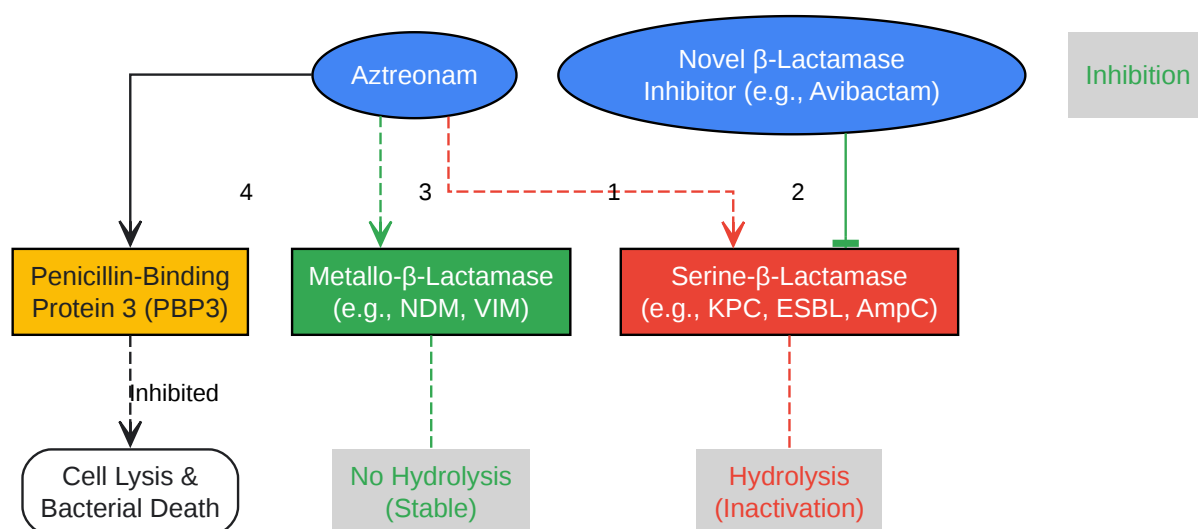 Aztreonam
Novel β-Lactamase
Inhibitor (e.g., Avibactam)
Inhibition
4
3
1
2
Penicillin-Binding
Protein 3 (PBP3)
Metallo-β-Lactamase
(e.g., NDM, VIM)
Serine-β-Lactamase
(e.g., KPC, ESBL, AmpC)
Inhibited
Cell Lysis &
Bacterial Death
No Hydrolysis
(Stable)
Hydrolysis
(Inactivation)